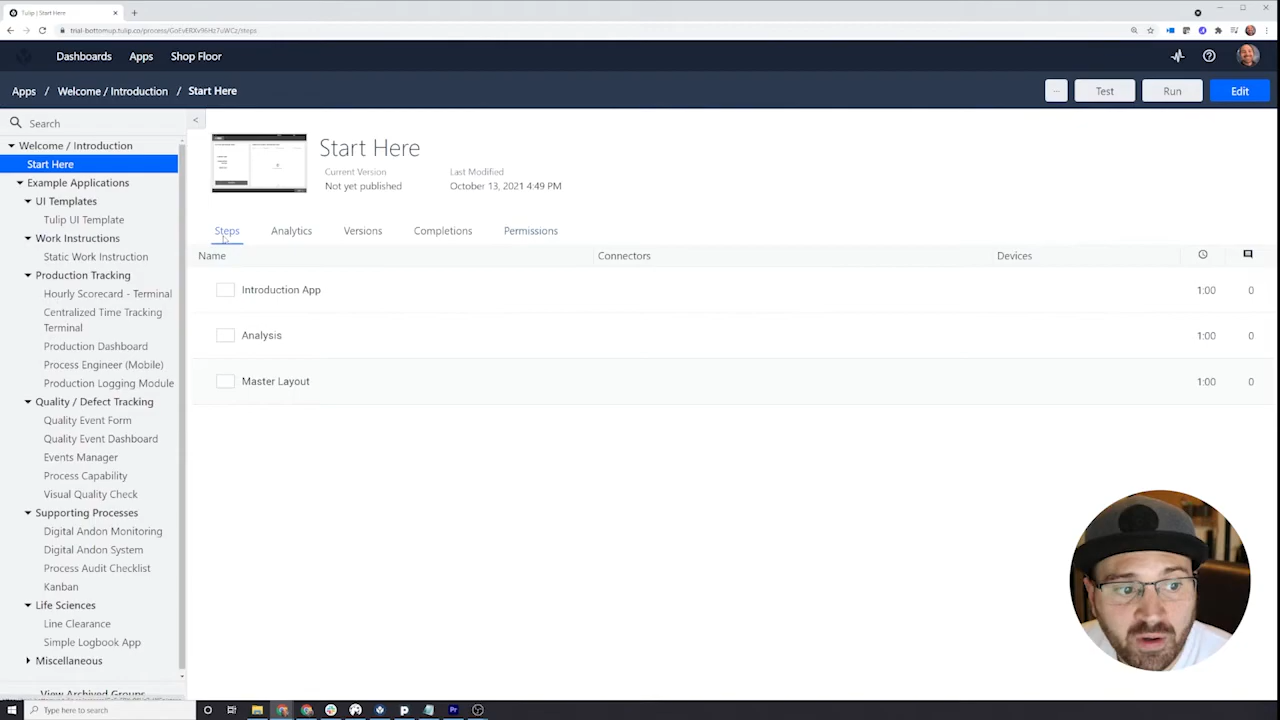 Tulip | Start Here
Dashboards Apps Shop Floor
Apps / Welcome / Introduction / Start Here
Test Run Edit
Search
Welcome / Introduction
Start Here
Example Applications
UI Templates
Tulip UI Template
Work Instructions
Static Work Instruction
Production Tracking
Hourly Scorecard - Terminal
Centralized Time Tracking
Terminal
Production Dashboard
Process Engineer (Mobile)
Production Logging Module
Quality / Defect Tracking
Quality Event Form
Quality Event Dashboard
Events Manager
Process Capability
Visual Quality Check
Supporting Processes
Digital Andon Monitoring
Digital Andon System
Process Audit Checklist
Kanban
Life Sciences
Line Clearance
Simple Logbook App
Miscellaneous
View Archived Groups
Start Here
Current Version Last Modified
Not yet published October 13, 2021 4:49 PM
Steps Analytics Versions Completions Permissions
Name Connectors Devices
Introduction App 1:00 0
Analysis 1:00 0
Master Layout 1:00 0
Type here to search